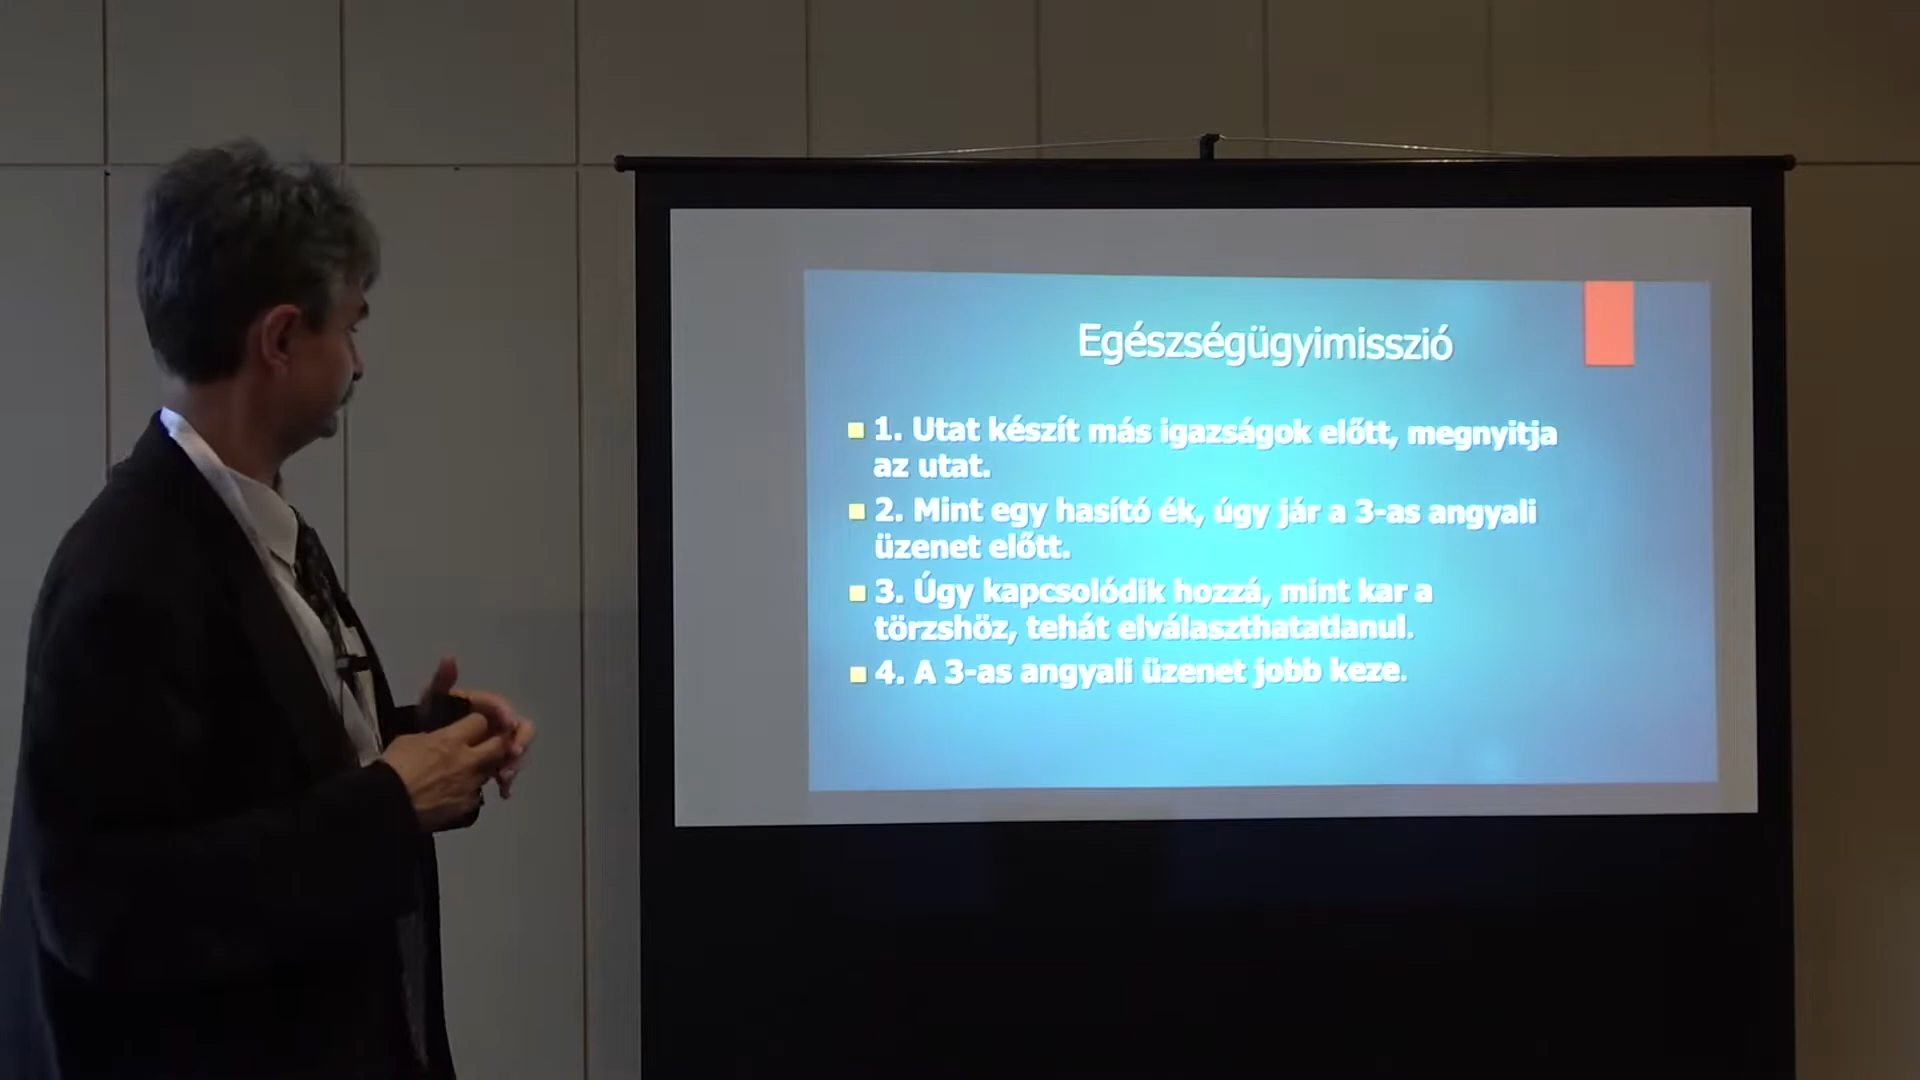 Egészségügyimisszió
1. Utat készít más igazságok előtt, megnyitja
az utat.
2. Mint egy hasító ék, úgy jár a 3-as angyali
üzenet előtt.
3. Úgy kapcsolódik hozzá, mint kar a
törzshöz, tehát elválaszthatatlanul.
4. A 3-as angyali üzenet jobb keze.